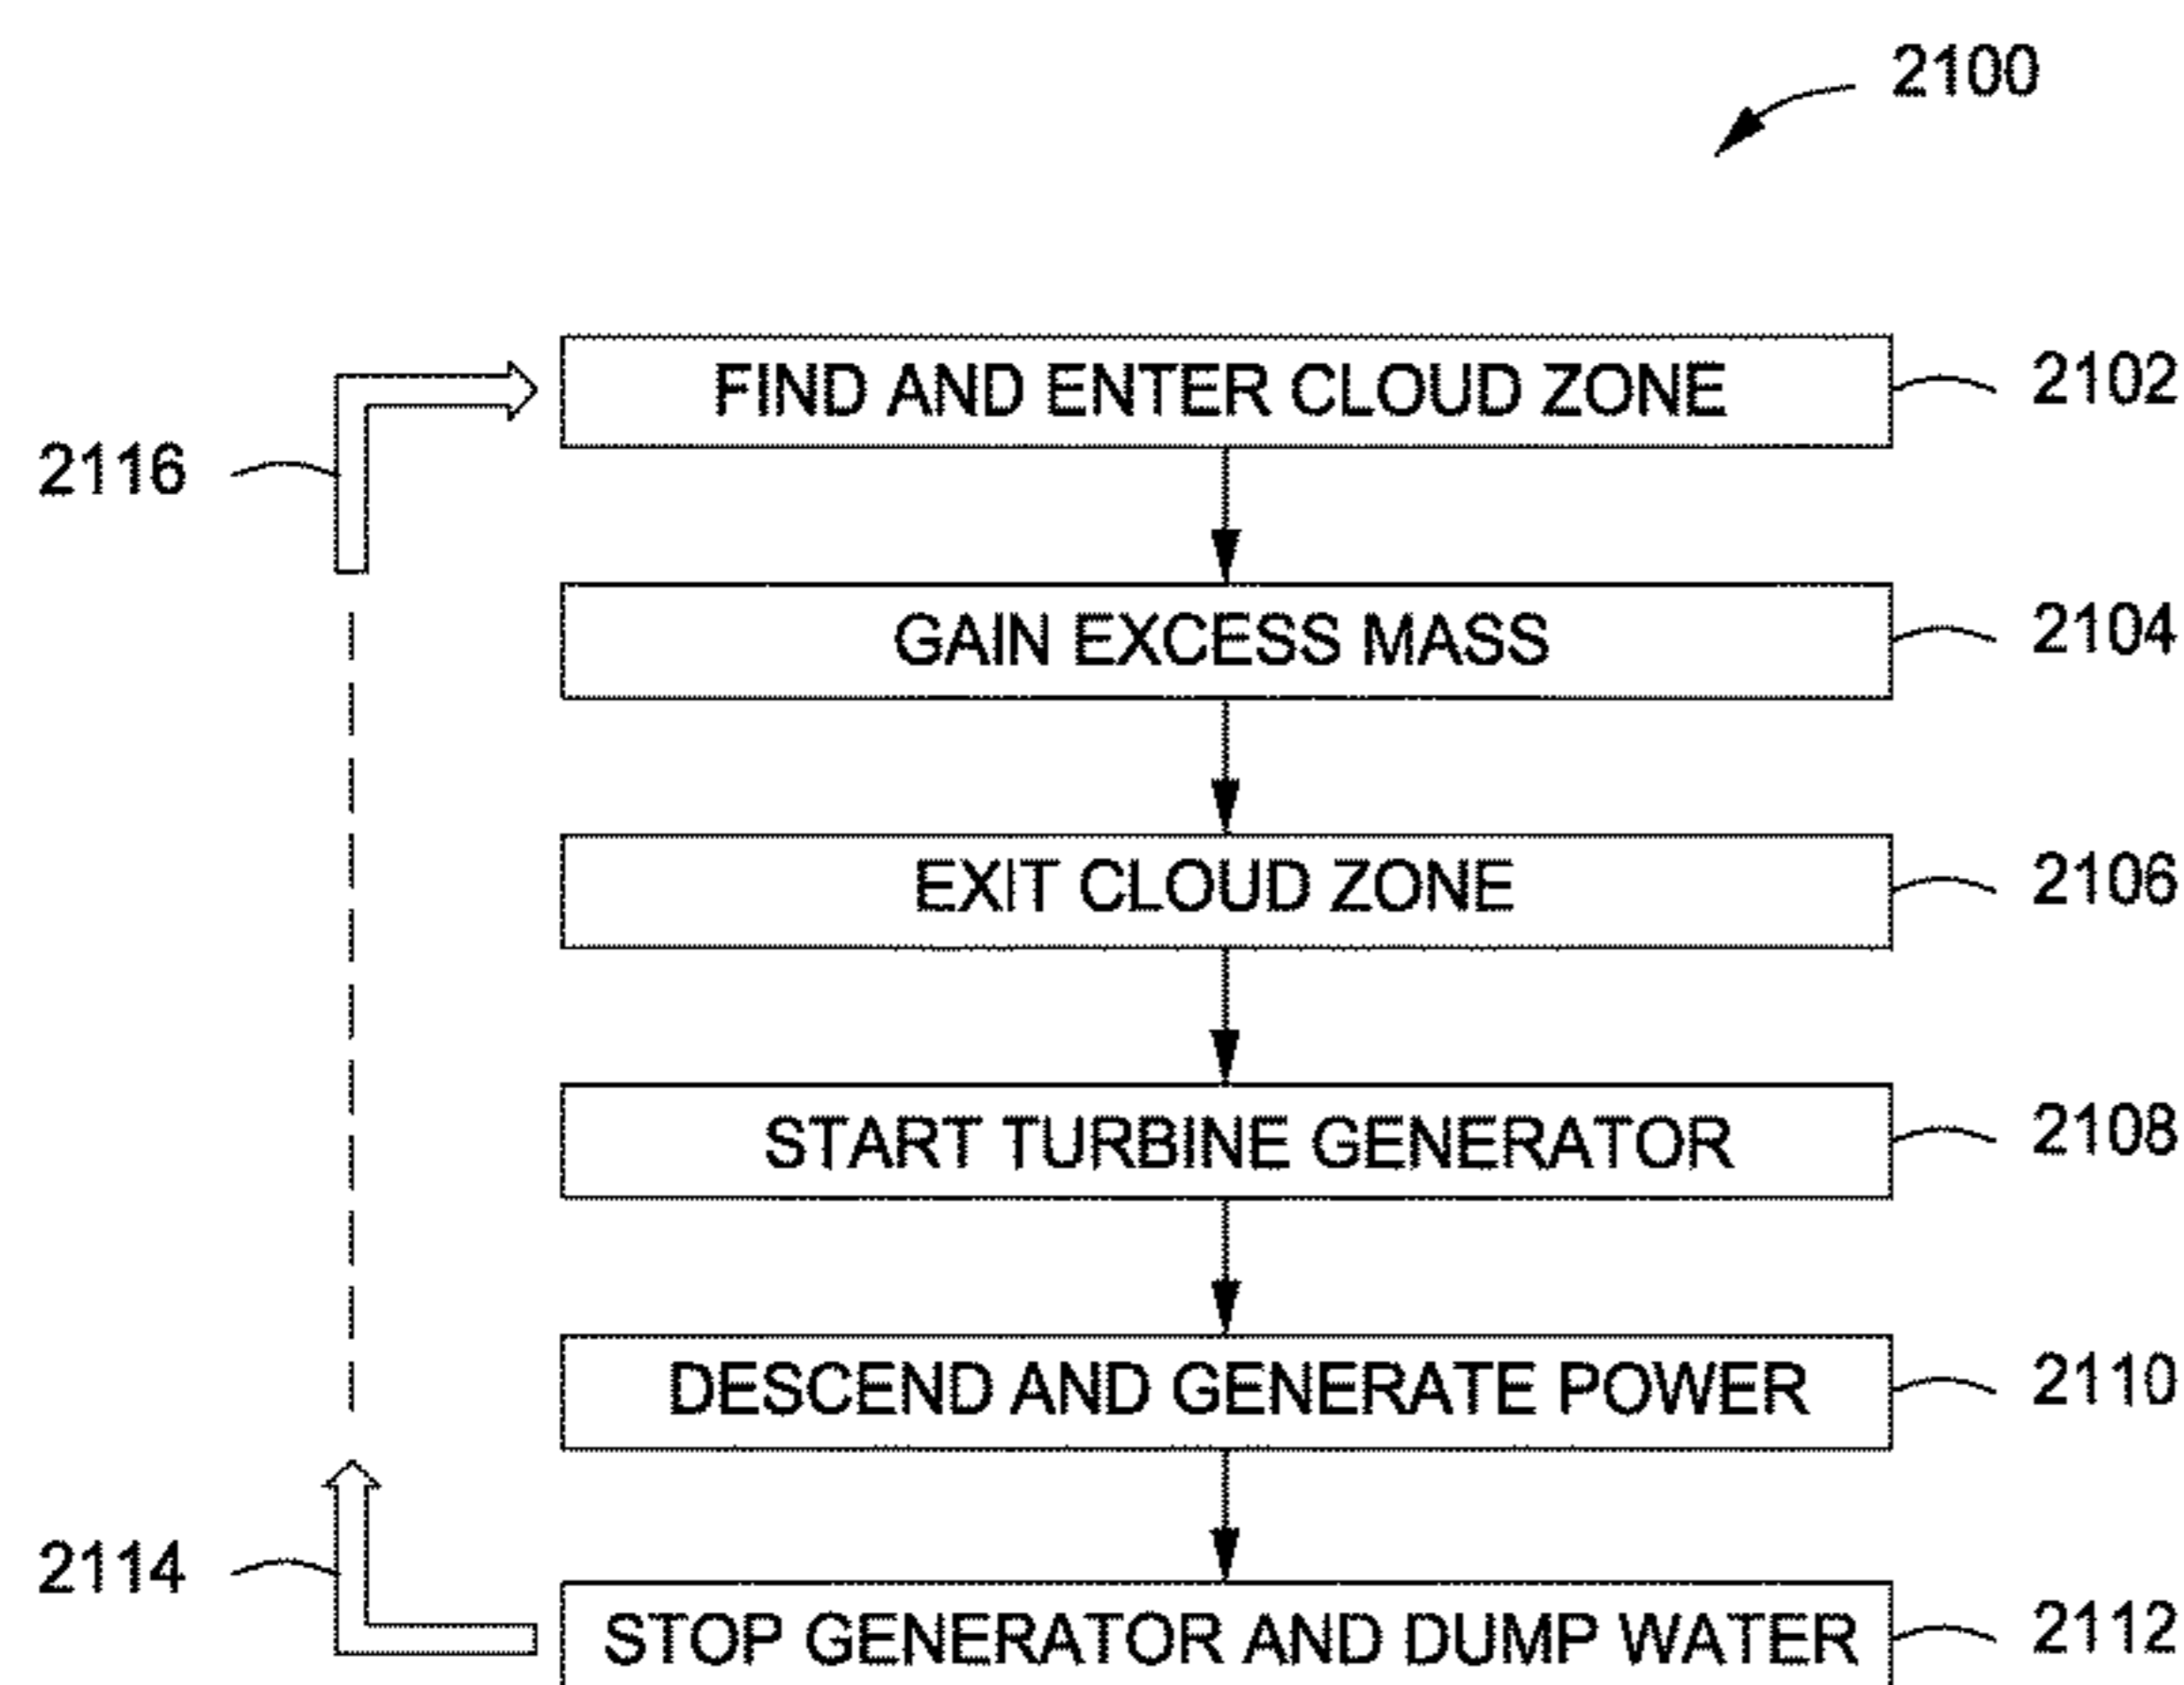 2100
FIND AND ENTER CLOUD ZONE
2102
2116
GAIN EXCESS MASS
2104
EXIT CLOUD ZONE
2106
START TURBINE GENERATOR
2108
DESCEND AND GENERATE POWER
2110
2114
STOP GENERATOR AND DUMP WATER
2112